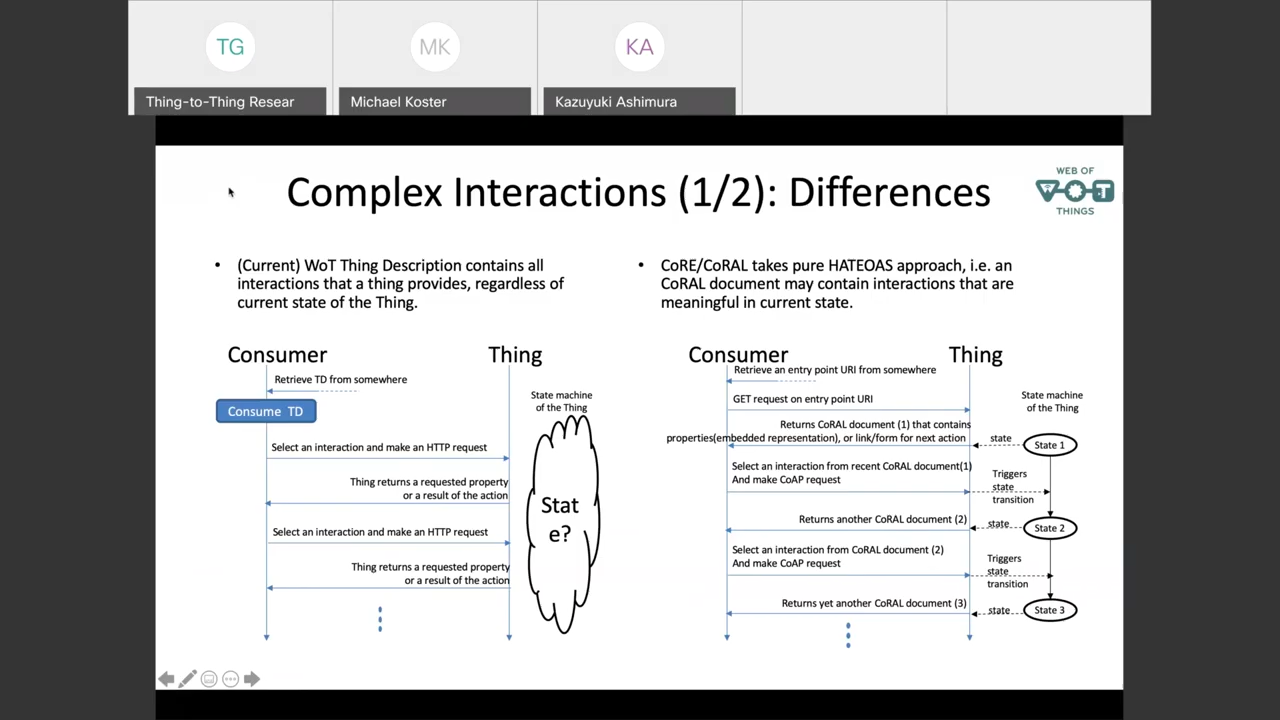 TG
MK
KA
Thing-to-Thing Resear
Michael Koster
Kazuyuki Ashimura
Complex Interactions (1/2): Differences
WEB OF
WOT
THINGS
• (Current) WoT Thing Description contains all
interactions that a thing provides, regardless of
current state of the Thing.
Consumer
Thing
Retrieve TD from somewhere
Consume TD
State machine
of the Thing
Select an interaction and make an HTTP request
Thing returns a requested property
or a result of the action
Stat
e?
Select an interaction and make an HTTP request
Thing returns a requested property
or a result of the action
• CoRE/CoRAL takes pure HATEOAS approach, i.e. an
CoRAL document may contain interactions that are
meaningful in current state.
Consumer
Thing
Retrieve an entry point URI from somewhere
GET request on entry point URI
State machine
of the Thing
Returns CoRAL document (1) that contains
properties(embedded representation), or link/form for next action
state
State 1
Select an interaction from recent CoRAL document(1)
And make CoAP request
Triggers
state
transition
Returns another CoRAL document (2)
state
State 2
Select an interaction from CoRAL document (2)
And make CoAP request
Triggers
state
transition
Returns yet another CoRAL document (3)
state
State 3